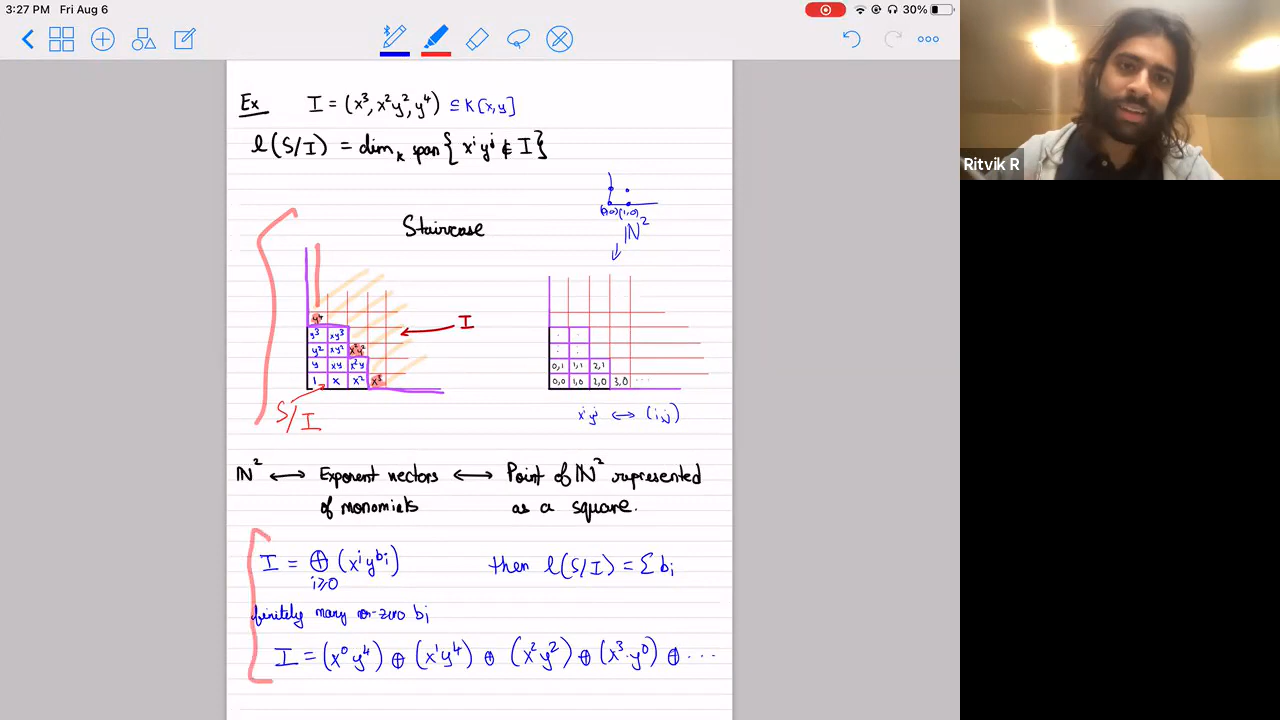 3:27 PM Fri Aug 6
30%
Ex I = (x³, x²y², y⁴) ⊆ K[x,y]
l(S/I) = dimₖ span{ xⁱyʲ ∉ I}
Ritvik R
(0,0) (1,0)
Staircase
ℕ²
y⁴
I
y³ xy³
y² xy² x²y²
y xy x²y
1 x x² x³
S/I
0,1 1,1 2,1
0,0 1,0 2,0 3,0 ...
xⁱyʲ ↔ (i,j)
ℕ² ↔ Exponent vectors ↔ Point of ℕ² represented
of monomials as a square.
I = ⊕ (xⁱy^bᵢ) then l(S/I) = Σ bᵢ
i≥0
finitely many non-zero bᵢ
I = (x⁰y⁴) ⊕ (x¹y⁴) ⊕ (x²y²) ⊕ (x³·y⁰) ⊕ ...